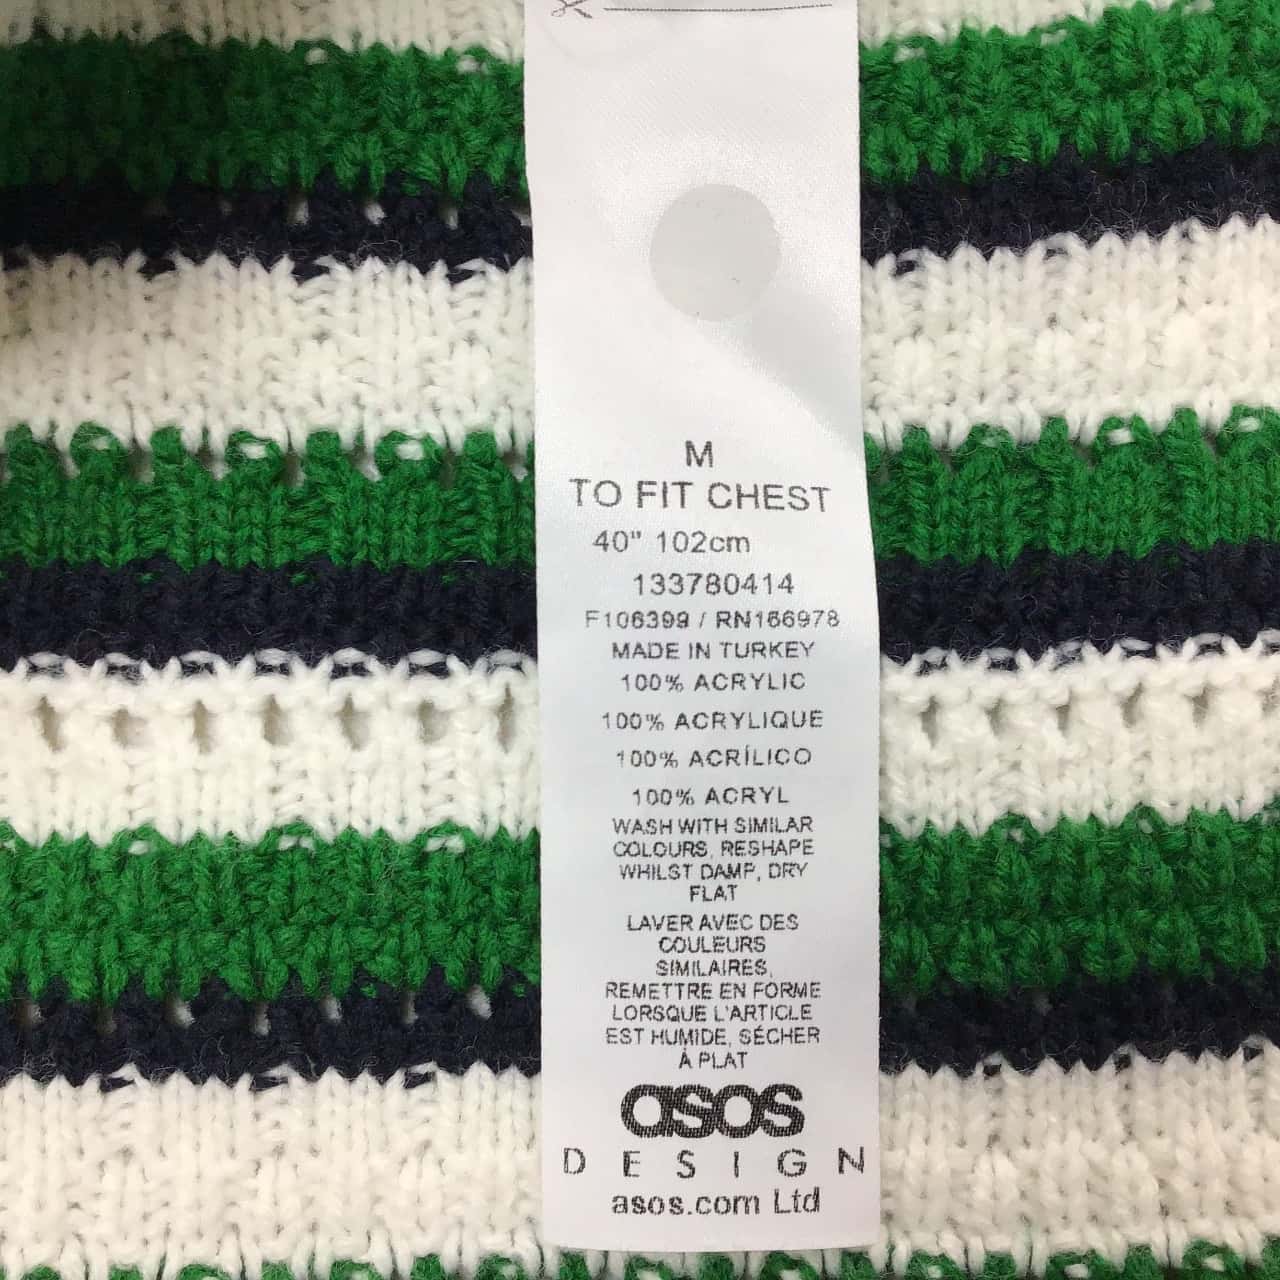 M
TO FIT CHEST
40" 102cm
133780414
F106399 / RN166978
MADE IN TURKEY
100% ACRYLIC
100% ACRYLIQUE
100% ACRÍLICO
100% ACRYL
WASH WITH SIMILAR
COLOURS, RESHAPE
WHILST DAMP, DRY
FLAT
LAVER AVEC DES
COULEURS
SIMILAIRES,
REMETTRE EN FORME
LORSQUE L'ARTICLE
EST HUMIDE, SÉCHER
À PLAT
asos
DESIGN
asos.com Ltd